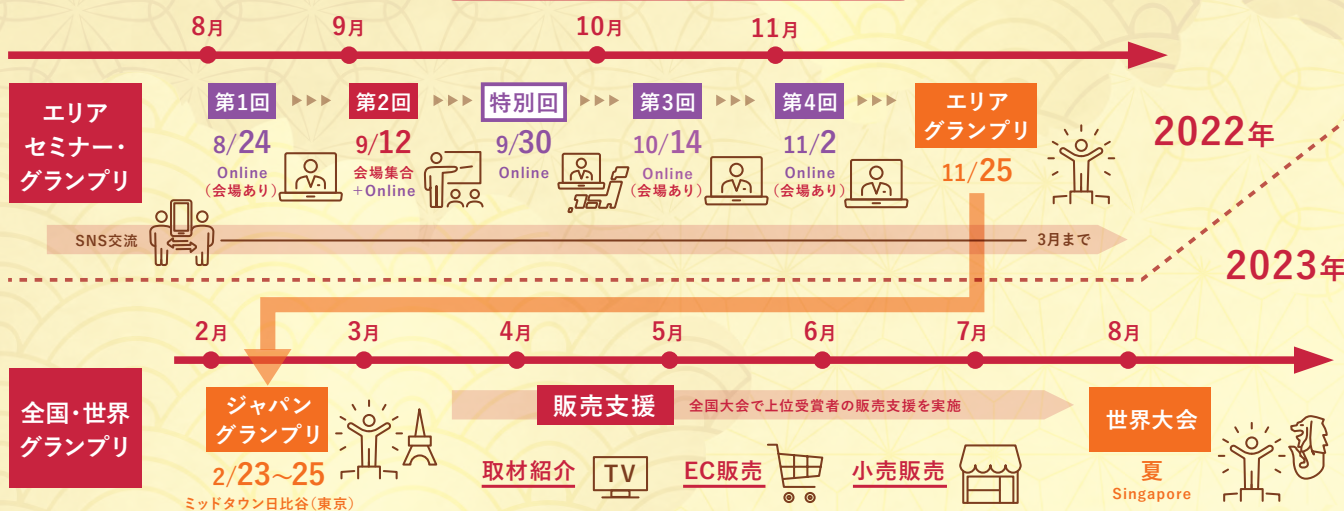 8月
9月
10月
11月
エリア
セミナー・
グランプリ
第1回
8/24
Online
(会場あり)
第2回
9/12
会場集合
+Online
特別回
9/30
Online
第3回
10/14
Online
(会場あり)
第4回
11/2
Online
(会場あり)
エリア
グランプリ
11/25
2022年
SNS交流
3月まで
2023年
2月
3月
4月
5月
6月
7月
8月
全国・世界
グランプリ
ジャパン
グランプリ
2/23〜25
ミッドタウン日比谷(東京)
販売支援
全国大会で上位受賞者の販売支援を実施
取材紹介
TV
EC販売
小売販売
世界大会
夏
Singapore